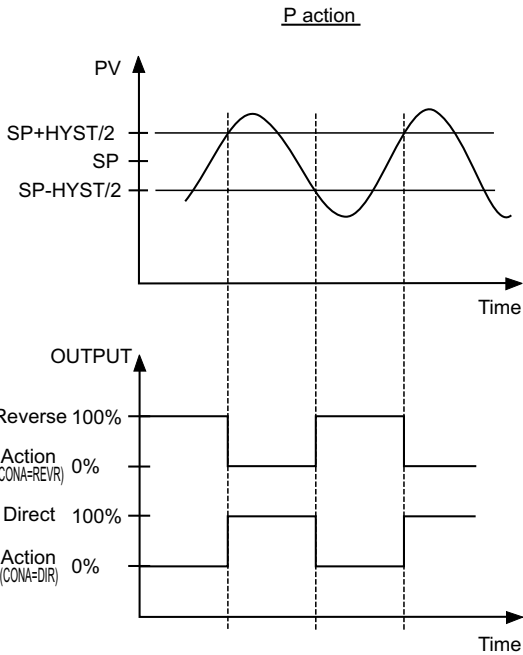 P action
PV
SP+HYST/2
SP
SP-HYST/2
Time
OUTPUT
Reverse 100%
Action
(CONA=REVR) 0%
Direct 100%
Action
(CONA=DIR) 0%
Time